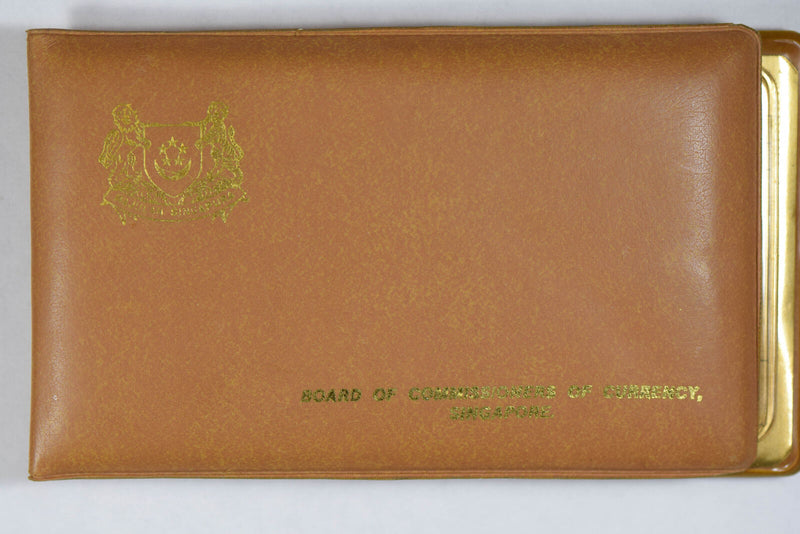 BOARD OF COMMISSIONERS OF CURRENCY,
SINGAPORE.